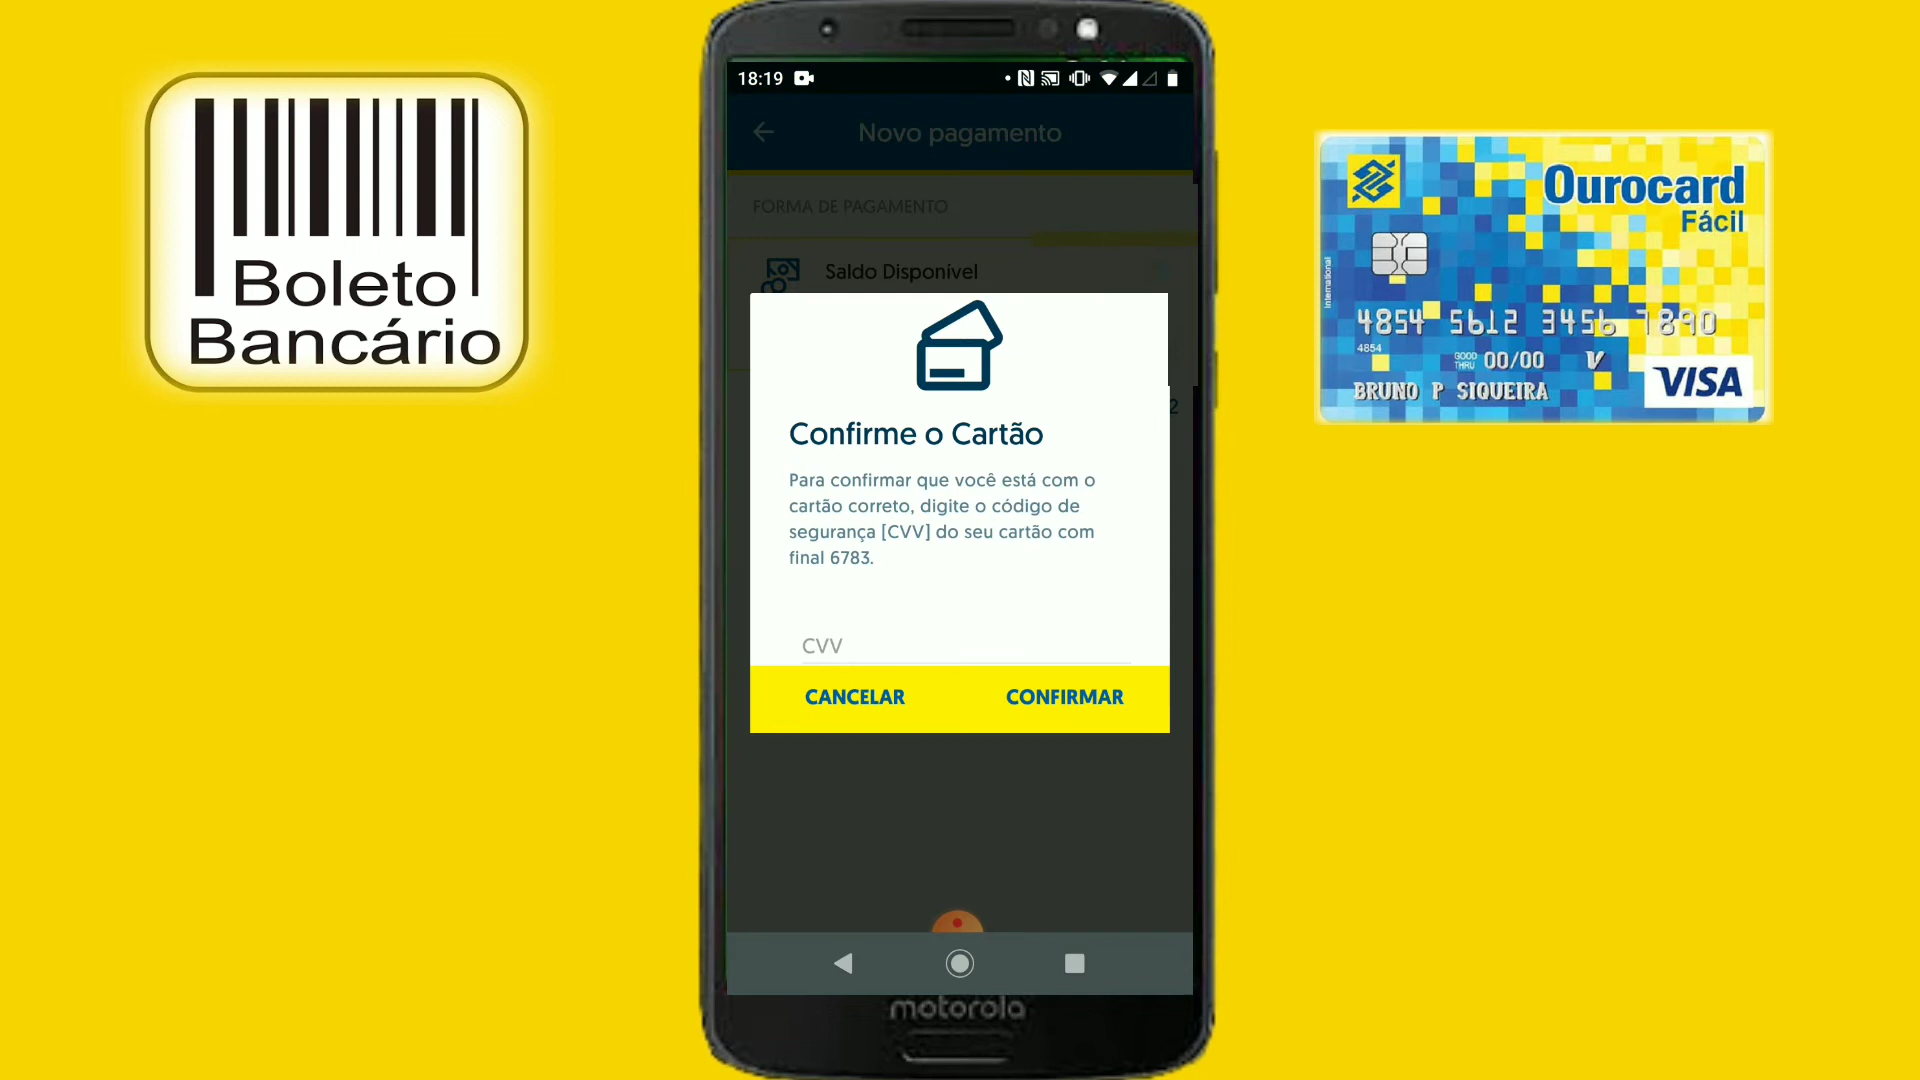 Boleto
Bancário
18:19
Novo pagamento
FORMA DE PAGAMENTO
Saldo Disponível
2
Confirme o Cartão
Para confirmar que você está com o
cartão correto, digite o código de
segurança [CVV] do seu cartão com
final 6783.
CVV
CANCELAR
CONFIRMAR
motorola
Ourocard
Fácil
International
4854 5612 3456 7890
4854
GOOD
THRU
00/00
V
BRUNO P SIQUEIRA
VISA